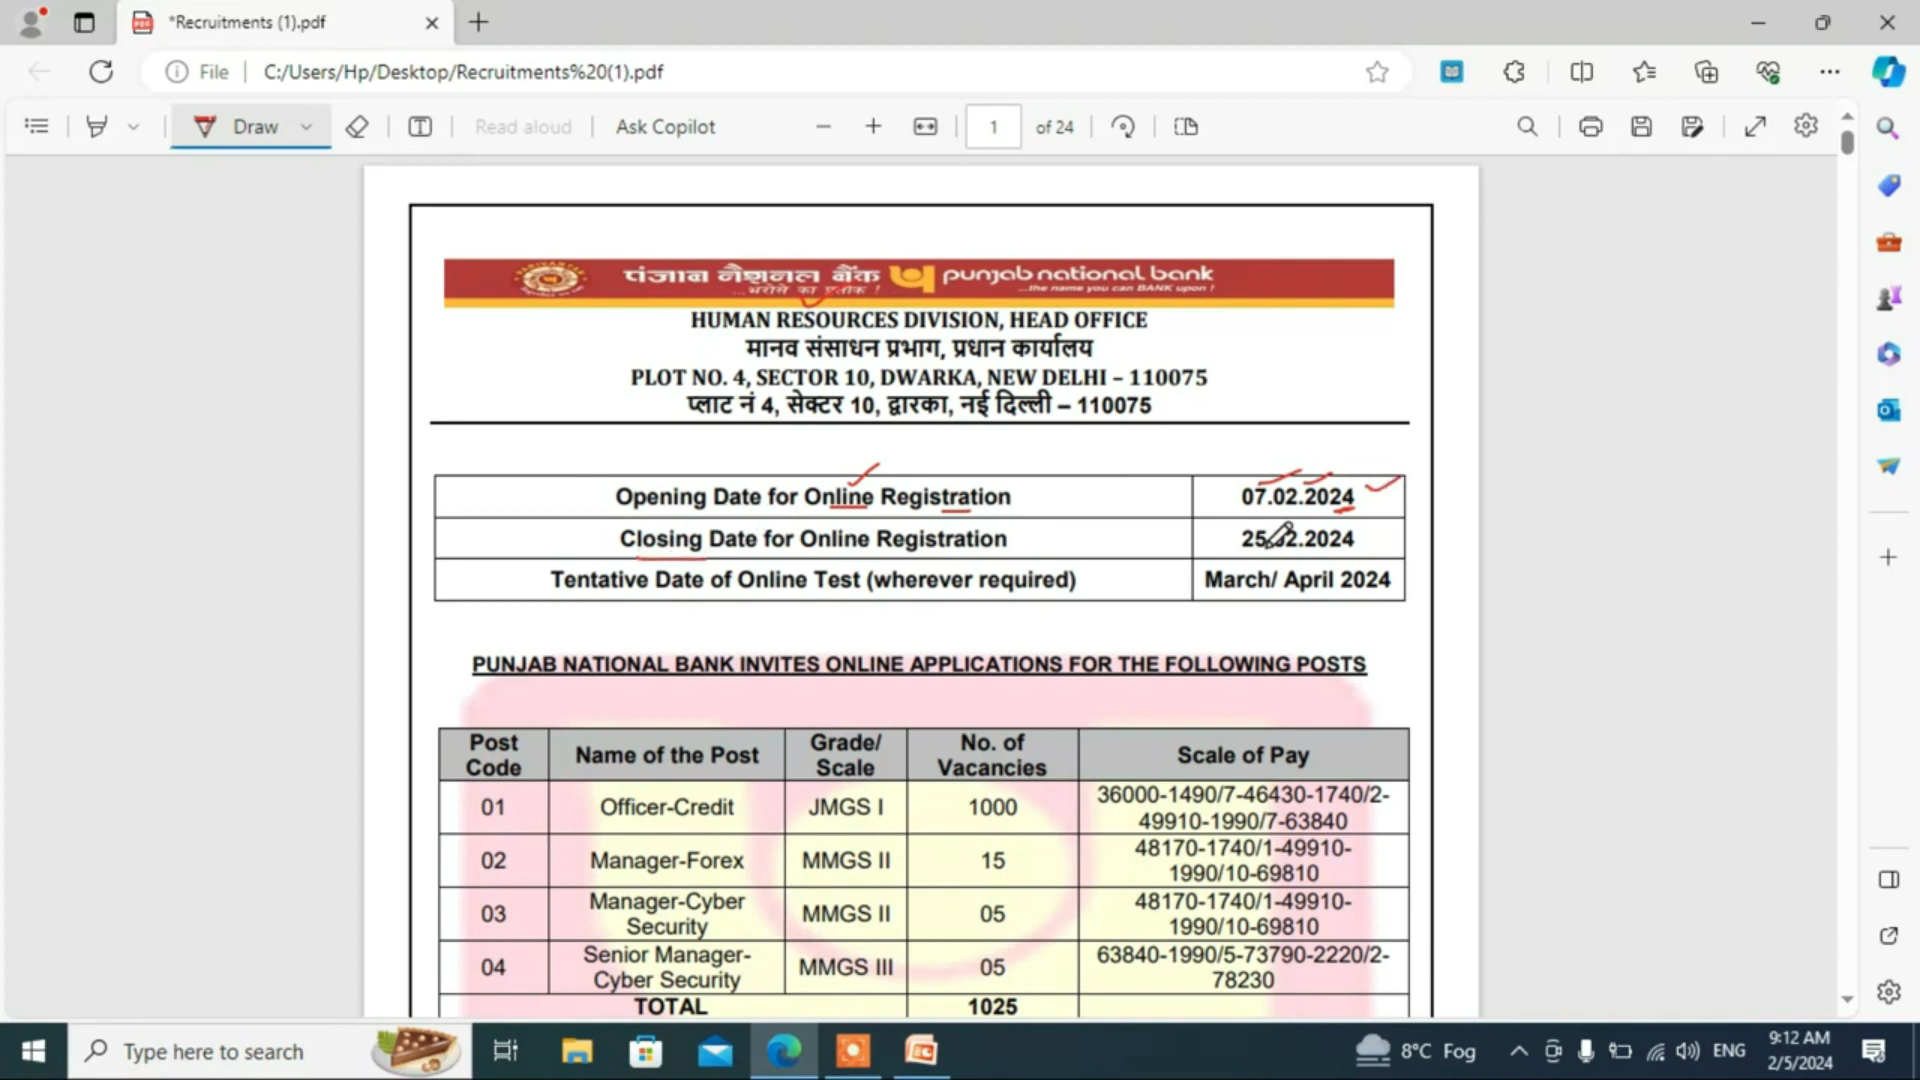 *Recruitments (1).pdf
File | C:/Users/Hp/Desktop/Recruitments%20(1).pdf
Draw Read aloud Ask Copilot 1 of 24
पंजाब नैशनल बैंक punjab national bank
...भरोसे का प्रतीक ! ...the name you can BANK upon !
HUMAN RESOURCES DIVISION, HEAD OFFICE
मानव संसाधन प्रभाग, प्रधान कार्यालय
PLOT NO. 4, SECTOR 10, DWARKA, NEW DELHI – 110075
प्लाट नं 4, सेक्टर 10, द्वारका, नई दिल्ली – 110075
Opening Date for Online Registration 07.02.2024
Closing Date for Online Registration 25.02.2024
Tentative Date of Online Test (wherever required) March/ April 2024
PUNJAB NATIONAL BANK INVITES ONLINE APPLICATIONS FOR THE FOLLOWING POSTS
Post Code Name of the Post Grade/ Scale No. of Vacancies Scale of Pay
01 Officer-Credit JMGS I 1000 36000-1490/7-46430-1740/2-49910-1990/7-63840
02 Manager-Forex MMGS II 15 48170-1740/1-49910-1990/10-69810
03 Manager-Cyber Security MMGS II 05 48170-1740/1-49910-1990/10-69810
04 Senior Manager-Cyber Security MMGS III 05 63840-1990/5-73790-2220/2-78230
TOTAL 1025
Type here to search 8°C Fog ENG 9:12 AM
2/5/2024